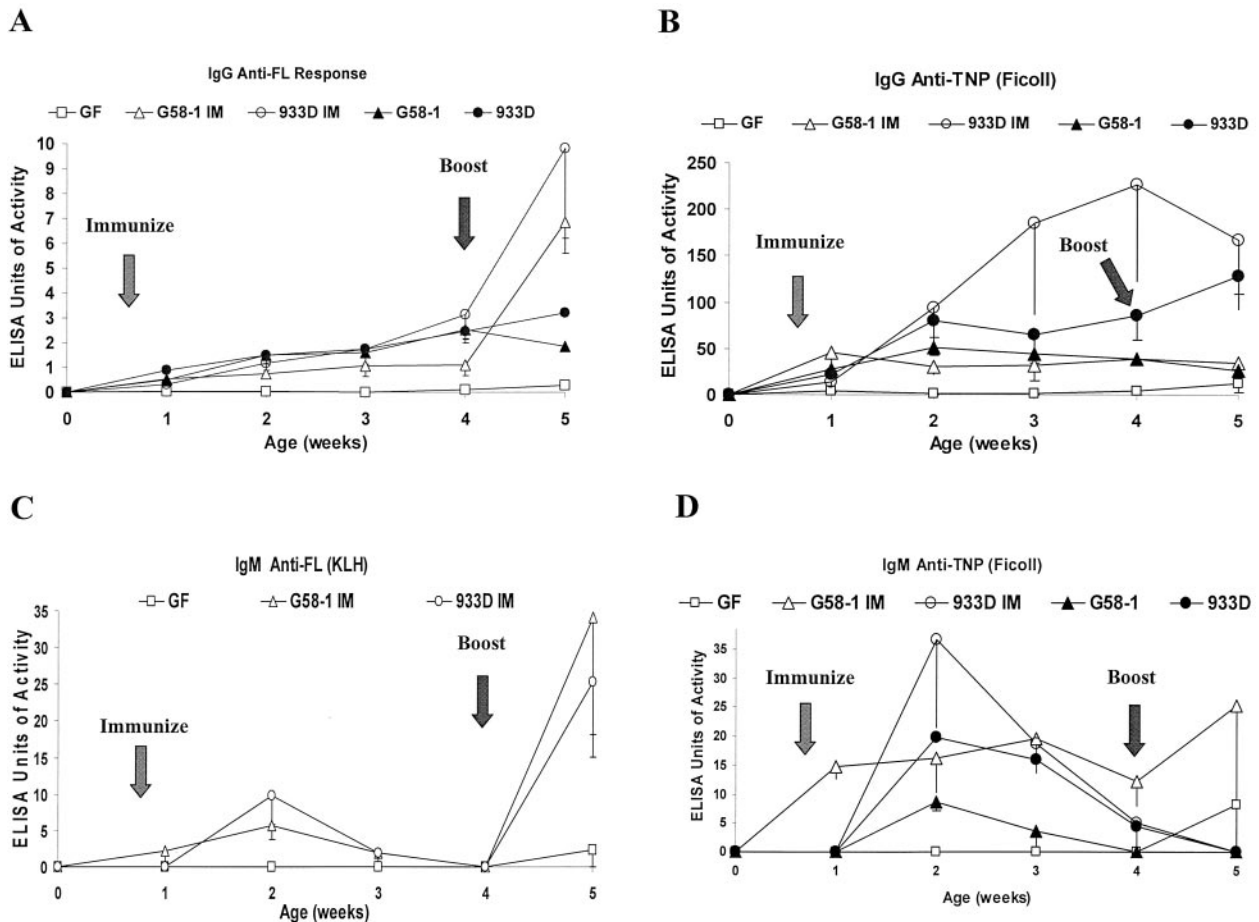 A
IgG Anti-FL Response
GF G58-1 IM 933D IM G58-1 933D
10
9
8
7
6
5
4
3
2
1
0
ELISA Units of Activity
Immunize
Boost
0 1 2 3 4 5
Age (weeks)
B
IgG Anti-TNP (Ficoll)
GF G58-1 IM 933D IM G58-1 933D
250
200
150
100
50
0
ELISA Units of Activity
Immunize
Boost
0 1 2 3 4 5
Age (weeks)
C
IgM Anti-FL (KLH)
GF G58-1 IM 933D IM
35
30
25
20
15
10
5
0
ELISA Units of Activity
Immunize
Boost
0 1 2 3 4 5
Age (weeks)
D
IgM Anti-TNP (Ficoll)
GF G58-1 IM 933D IM G58-1 933D
35
30
25
20
15
10
5
0
ELISA Units of Activity
Immunize
Boost
0 1 2 3 4 5
Age (weeks)